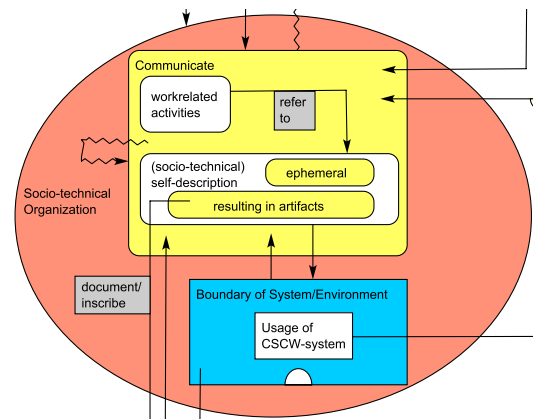 Communicate
workrelated
activities
refer
to
(socio-technical)
self-description
ephemeral
resulting in artifacts
Socio-technical
Organization
document/
inscribe
Boundary of System/Environment
Usage of
CSCW-system